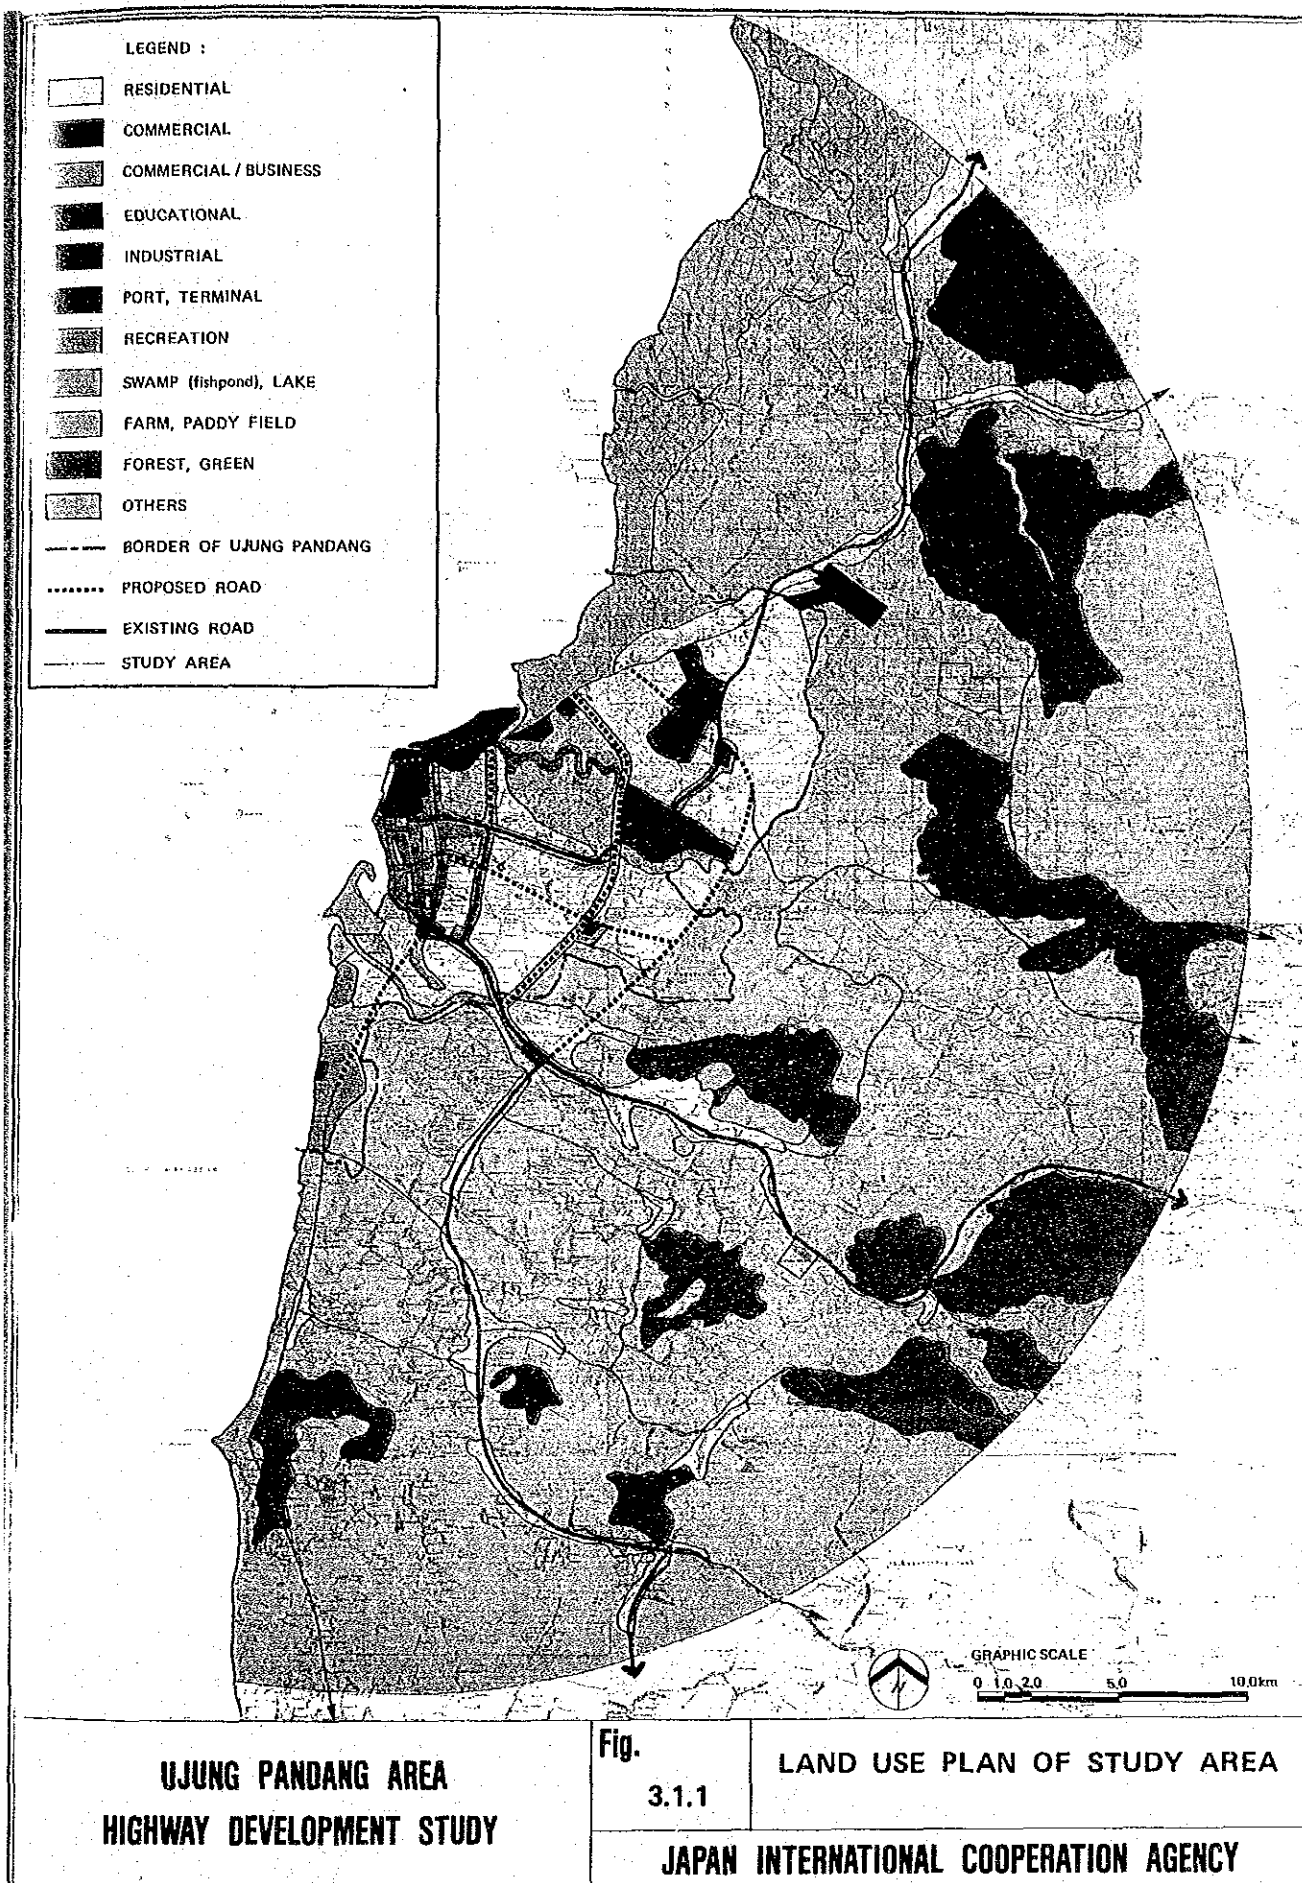 LEGEND :
RESIDENTIAL
COMMERCIAL
COMMERCIAL / BUSINESS
EDUCATIONAL
INDUSTRIAL
PORT, TERMINAL
RECREATION
SWAMP (fishpond), LAKE
FARM, PADDY FIELD
FOREST, GREEN
OTHERS
BORDER OF UJUNG PANDANG
PROPOSED ROAD
EXISTING ROAD
STUDY AREA
N
GRAPHIC SCALE
0 1.0 2.0 5.0 10.0km
UJUNG PANDANG AREA
HIGHWAY DEVELOPMENT STUDY
Fig.
3.1.1
LAND USE PLAN OF STUDY AREA
JAPAN INTERNATIONAL COOPERATION AGENCY